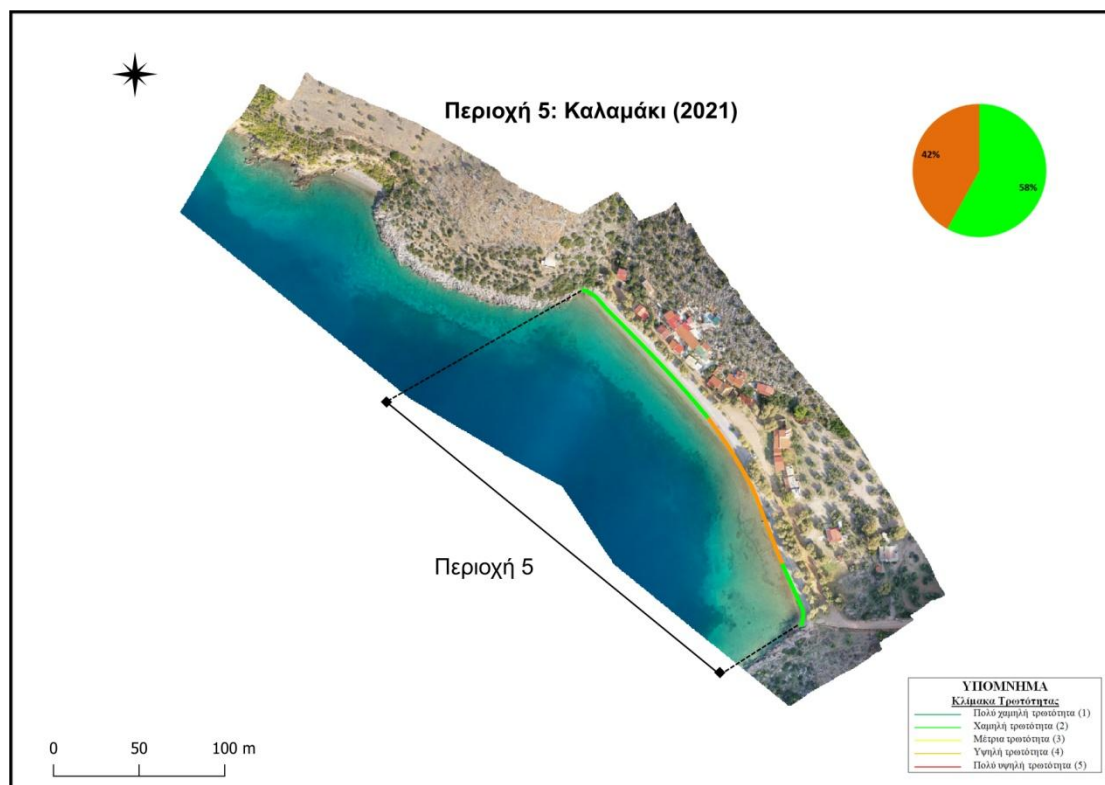 Περιοχή 5: Καλαμάκι (2021)
42%
58%
Περιοχή 5
0 50 100 m
ΥΠΟΜΝΗΜΑ
Κλίμακα Τρωτότητας
Πολύ χαμηλή τρωτότητα (1)
Χαμηλή τρωτότητα (2)
Μέτρια τρωτότητα (3)
Υψηλή τρωτότητα (4)
Πολύ υψηλή τρωτότητα (5)